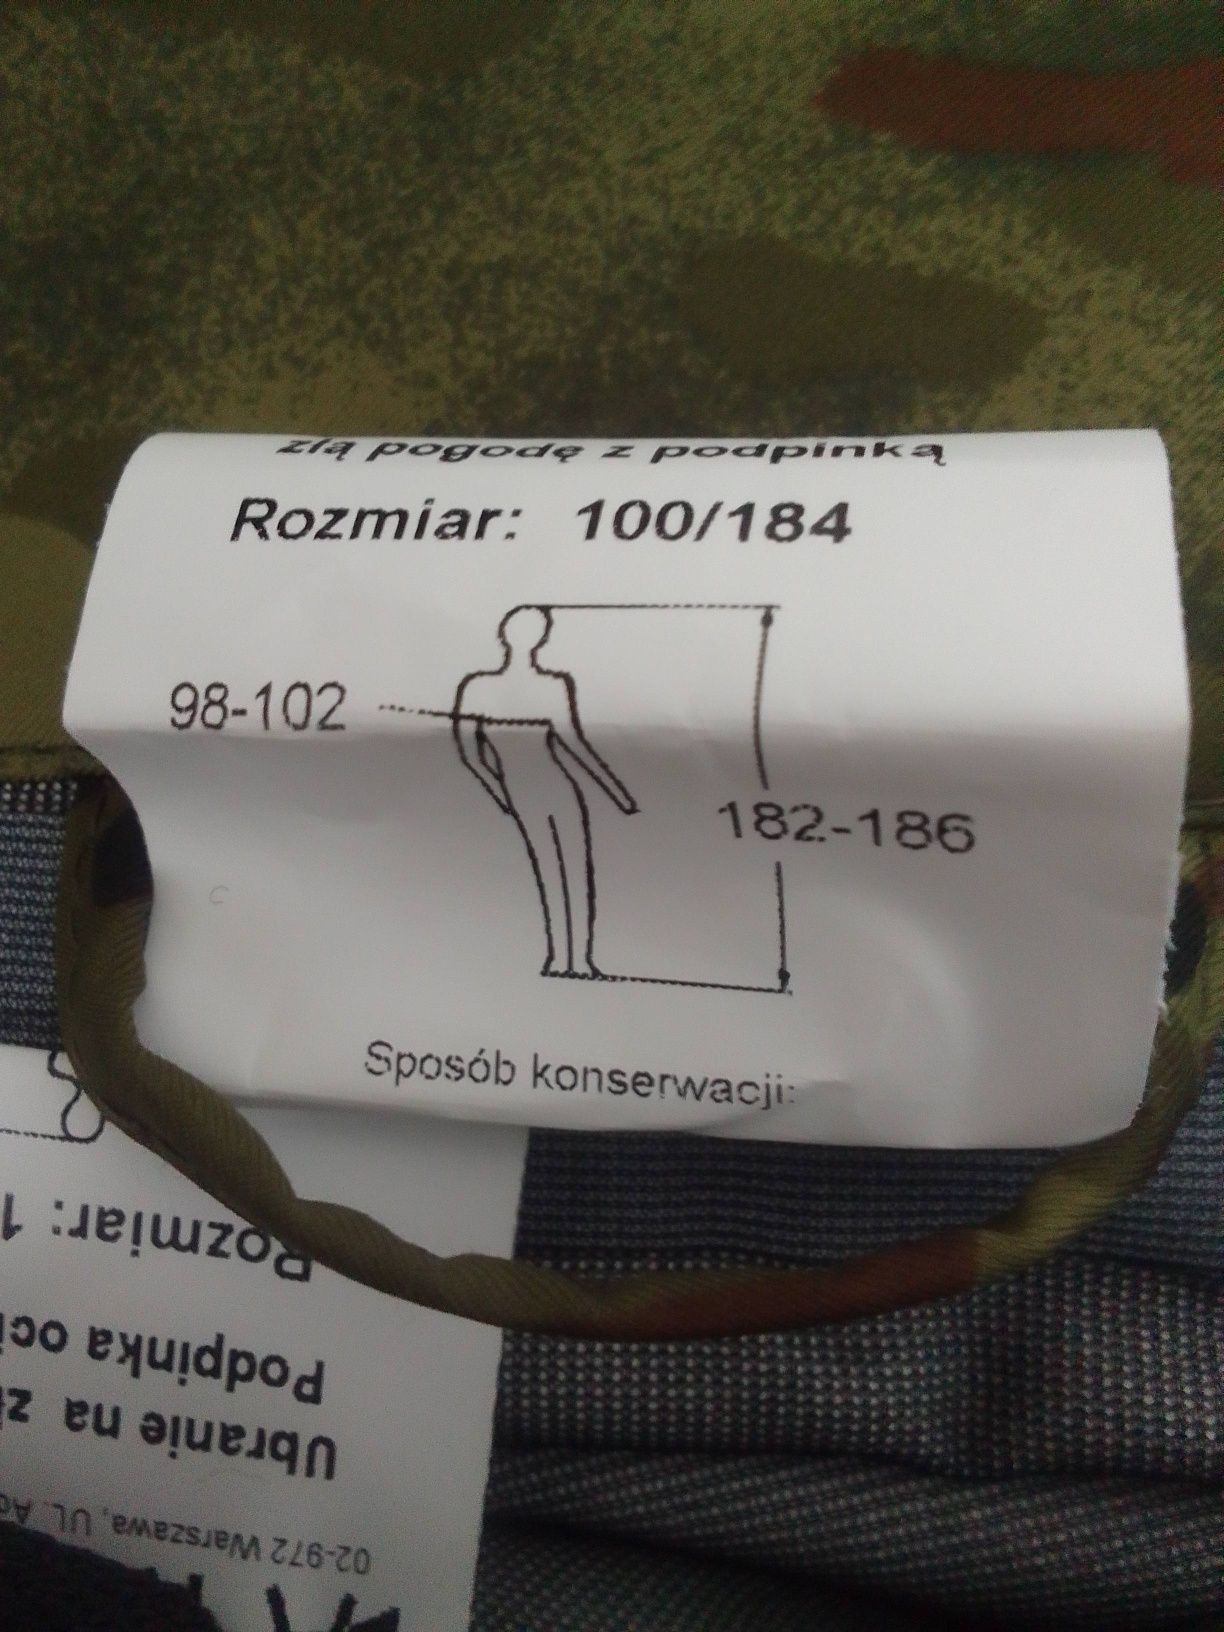 złą pogodę z podpinką
Rozmiar: 100/184
98-102
182-186
Sposób konserwacji:
Rozmiar: 1
Podpinka
Ubranie na
02-972 Warszawa, UL.